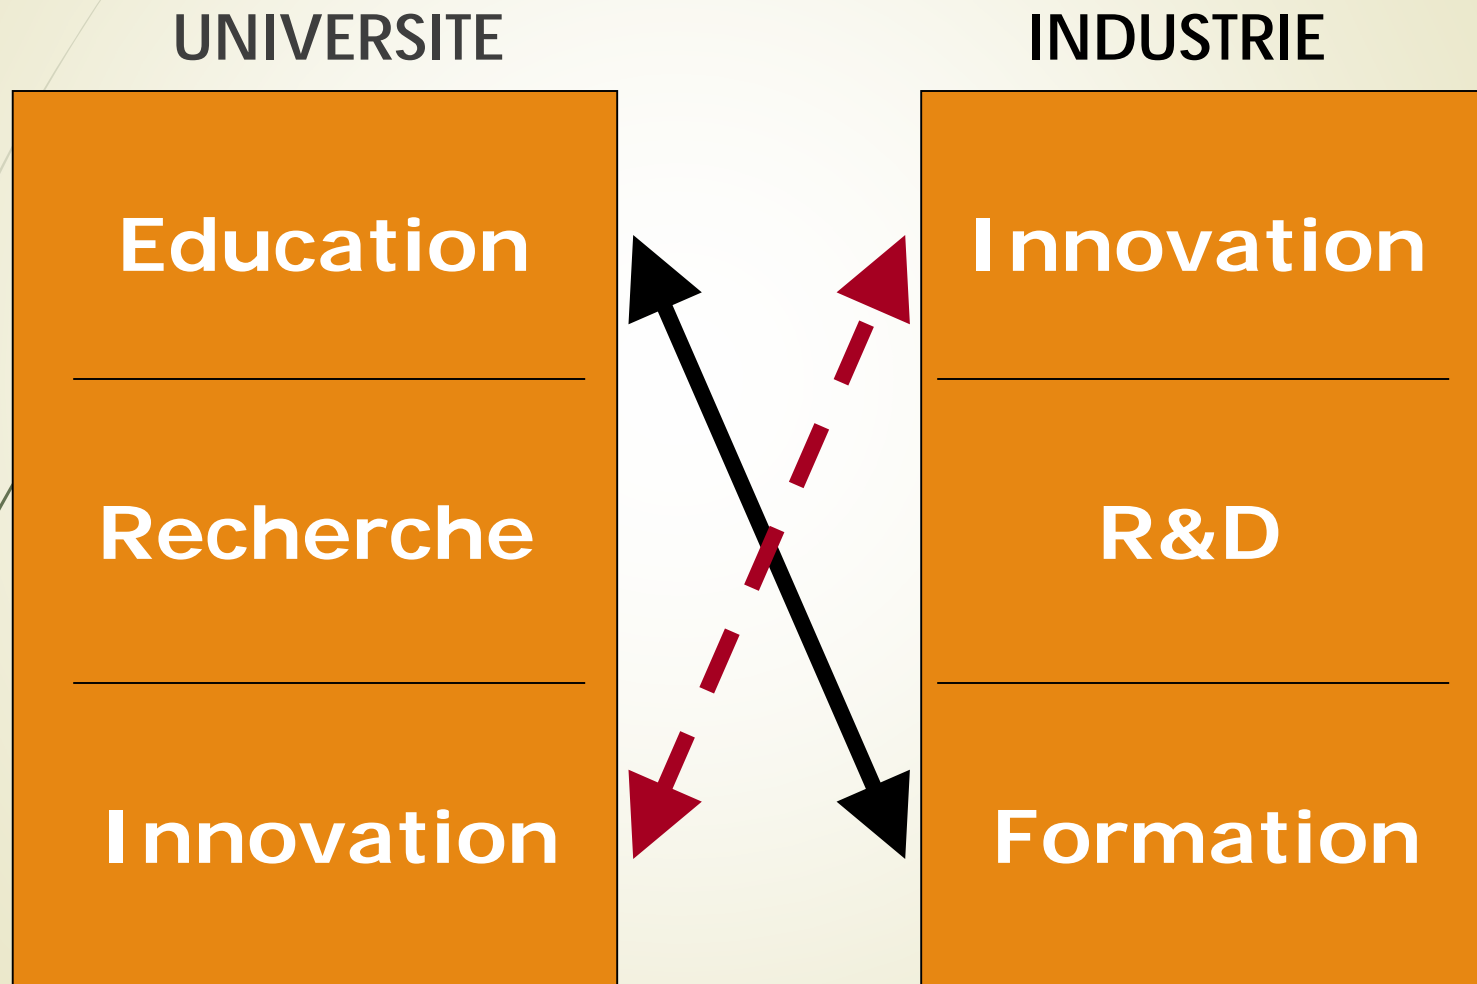 UNIVERSITE
Education
Recherche
Innovation
INDUSTRIE
Innovation
R&D
Formation